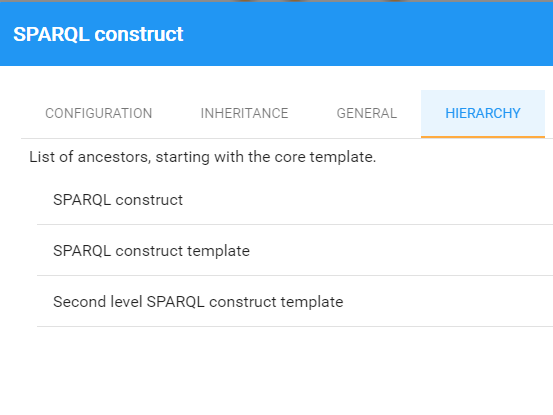 SPARQL construct
CONFIGURATION INHERITANCE GENERAL HIERARCHY
List of ancestors, starting with the core template.
SPARQL construct
SPARQL construct template
Second level SPARQL construct template